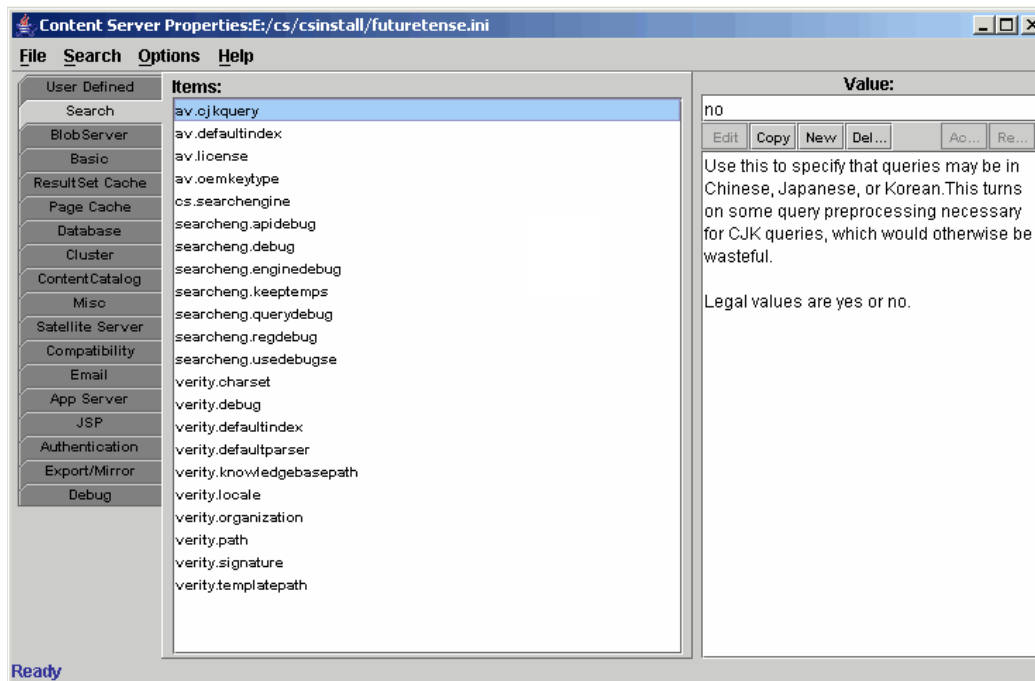 Content Server Properties:E:/cs/csinstall/futuretense.ini
File Search Options Help
User Defined
Search
BlobServer
Basic
ResultSet Cache
Page Cache
Database
Cluster
ContentCatalog
Misc
Satellite Server
Compatibility
Email
App Server
JSP
Authentication
Export/Mirror
Debug
Items:
av.cjkquery
av.defaultindex
av.license
av.oemkeytype
cs.searchengine
searcheng.apidebug
searcheng.debug
searcheng.enginedebug
searcheng.keeptemps
searcheng.querydebug
searcheng.regdebug
searcheng.usedebugse
verity.charset
verity.debug
verity.defaultindex
verity.defaultparser
verity.knowledgebasepath
verity.locale
verity.organization
verity.path
verity.signature
verity.templatepath
Value:
no
Edit Copy New Del... Ac... Re...
Use this to specify that queries may be in
Chinese, Japanese, or Korean.This turns
on some query preprocessing necessary
for CJK queries, which would otherwise be
wasteful.
Legal values are yes or no.
Ready